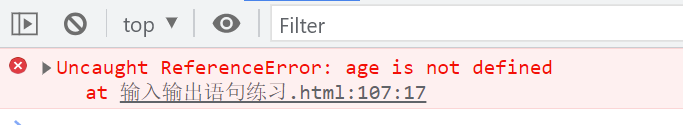 top ▼ Filter
▶Uncaught ReferenceError: age is not defined
at 输入输出语句练习.html:107:17